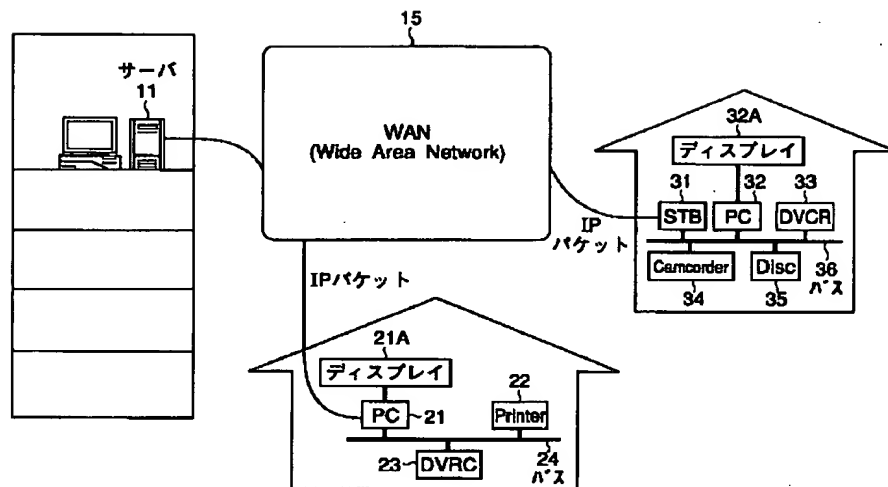 15
サーバ
11
WAN
(Wide Area Network)
32A
ディスプレイ
31
32
33
STB
PC
DVCR
IP
パケット
Camcorder
Disc
36
バス
34
35
IPパケット
21A
ディスプレイ
22
PC
21
Printer
24
バス
23
DVRC